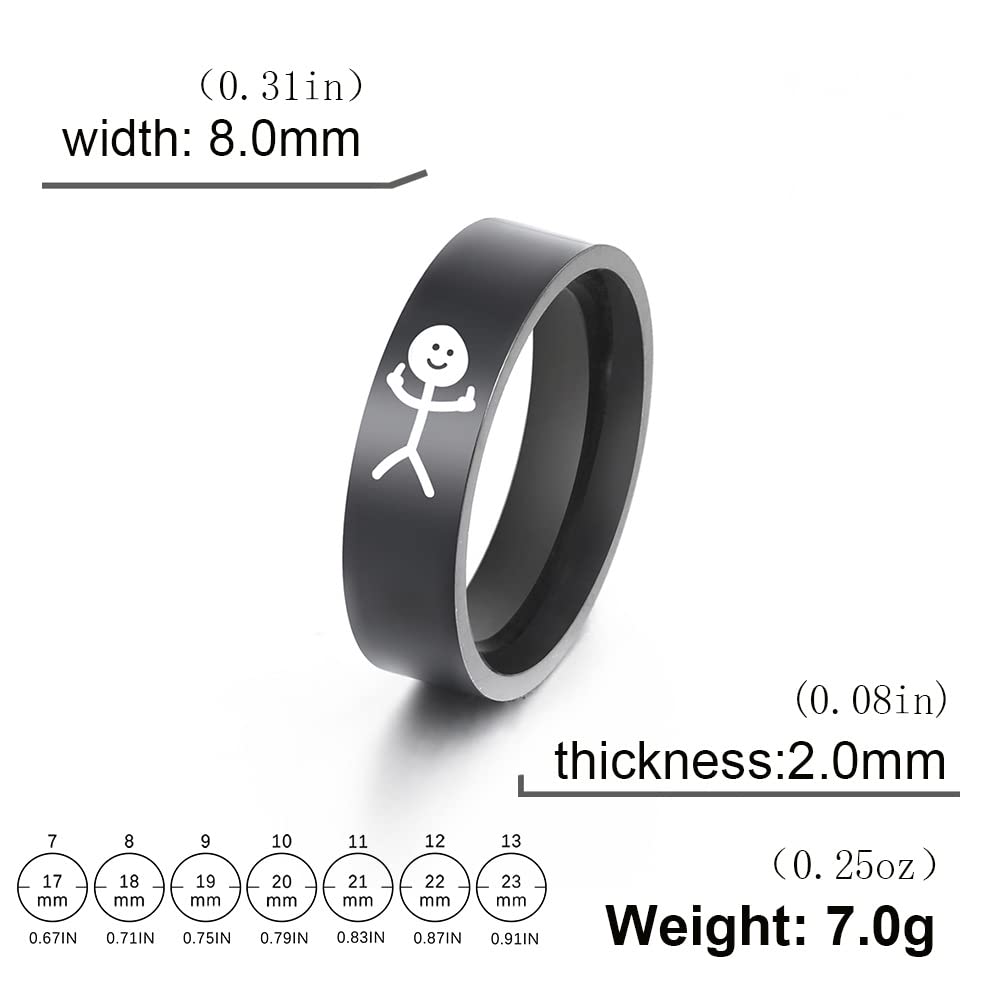 （0.31in）
width: 8.0mm
(0.08in)
thickness:2.0mm
7 8 9 10 11 12 13
17 18 19 20 21 22 23
mm mm mm mm mm mm mm
0.67IN 0.71IN 0.75IN 0.79IN 0.83IN 0.87IN 0.91IN
（0.25oz）
Weight: 7.0g